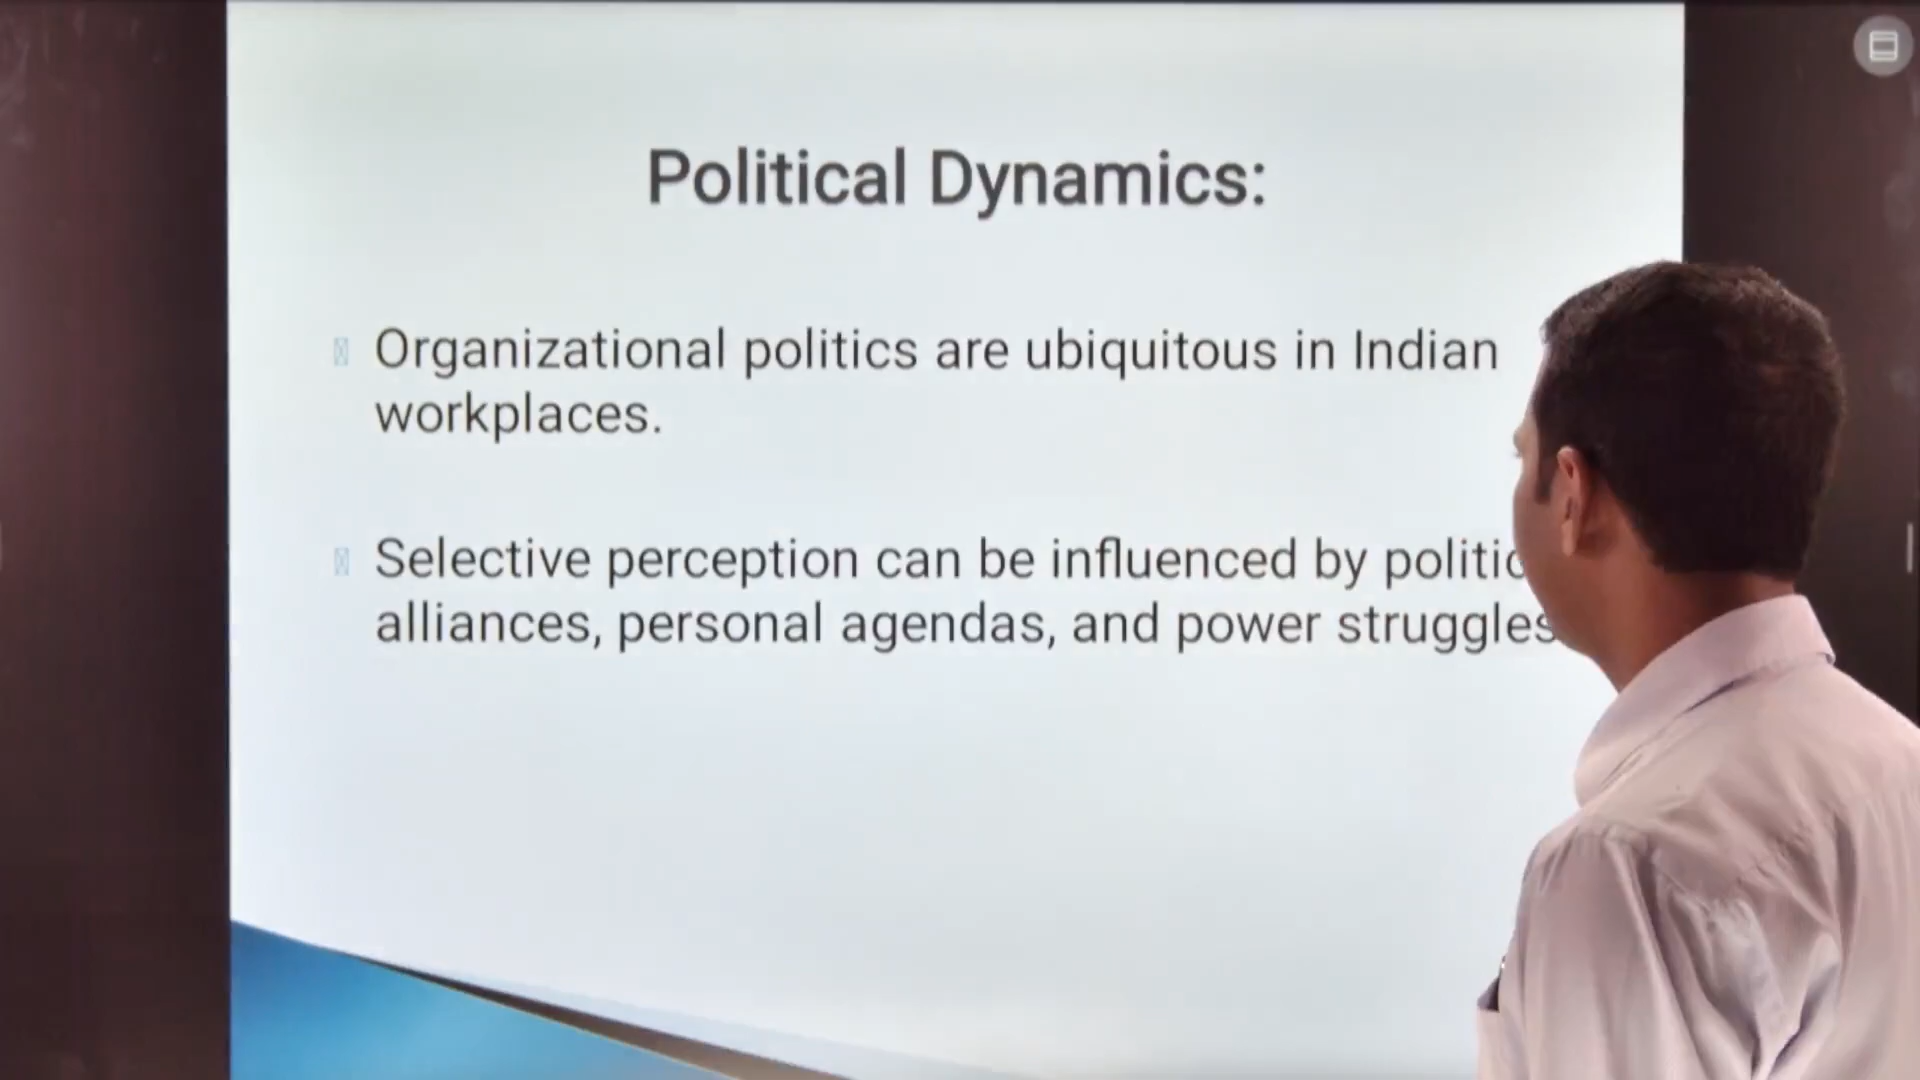 Political Dynamics:
Organizational politics are ubiquitous in Indian
workplaces.
Selective perception can be influenced by
alliances, personal agendas, and power struggles